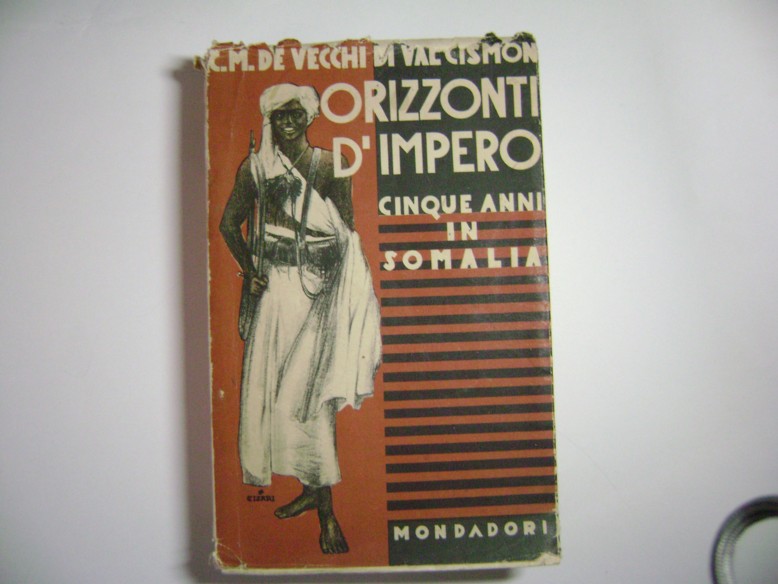 C.M. DE VECCHI DI VAL CISMON
ORIZZONTI
D'IMPERO
CINQUE ANNI
IN
SOMALIA
MONDADORI